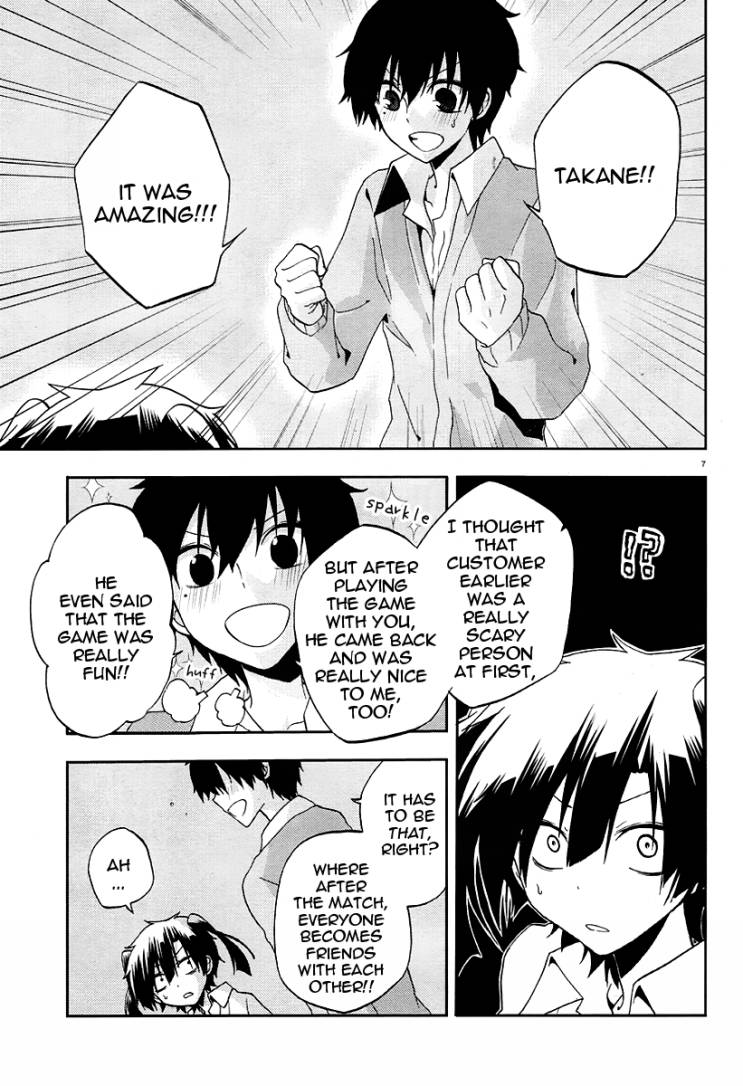 TAKANE!!
IT WAS
AMAZING!!!
7
!?
I THOUGHT
THAT
CUSTOMER
EARLIER
WAS A
REALLY
SCARY
PERSON
AT FIRST,
sparkle
BUT AFTER
PLAYING
THE GAME
WITH YOU,
HE CAME BACK
AND WAS
REALLY NICE
TO ME,
TOO!
HE
EVEN SAID
THAT THE
GAME WAS
REALLY
FUN!!
huff
IT HAS
TO BE
THAT,
RIGHT?
WHERE
AFTER
THE MATCH,
EVERYONE
BECOMES
FRIENDS
WITH EACH
OTHER!!
AH
...